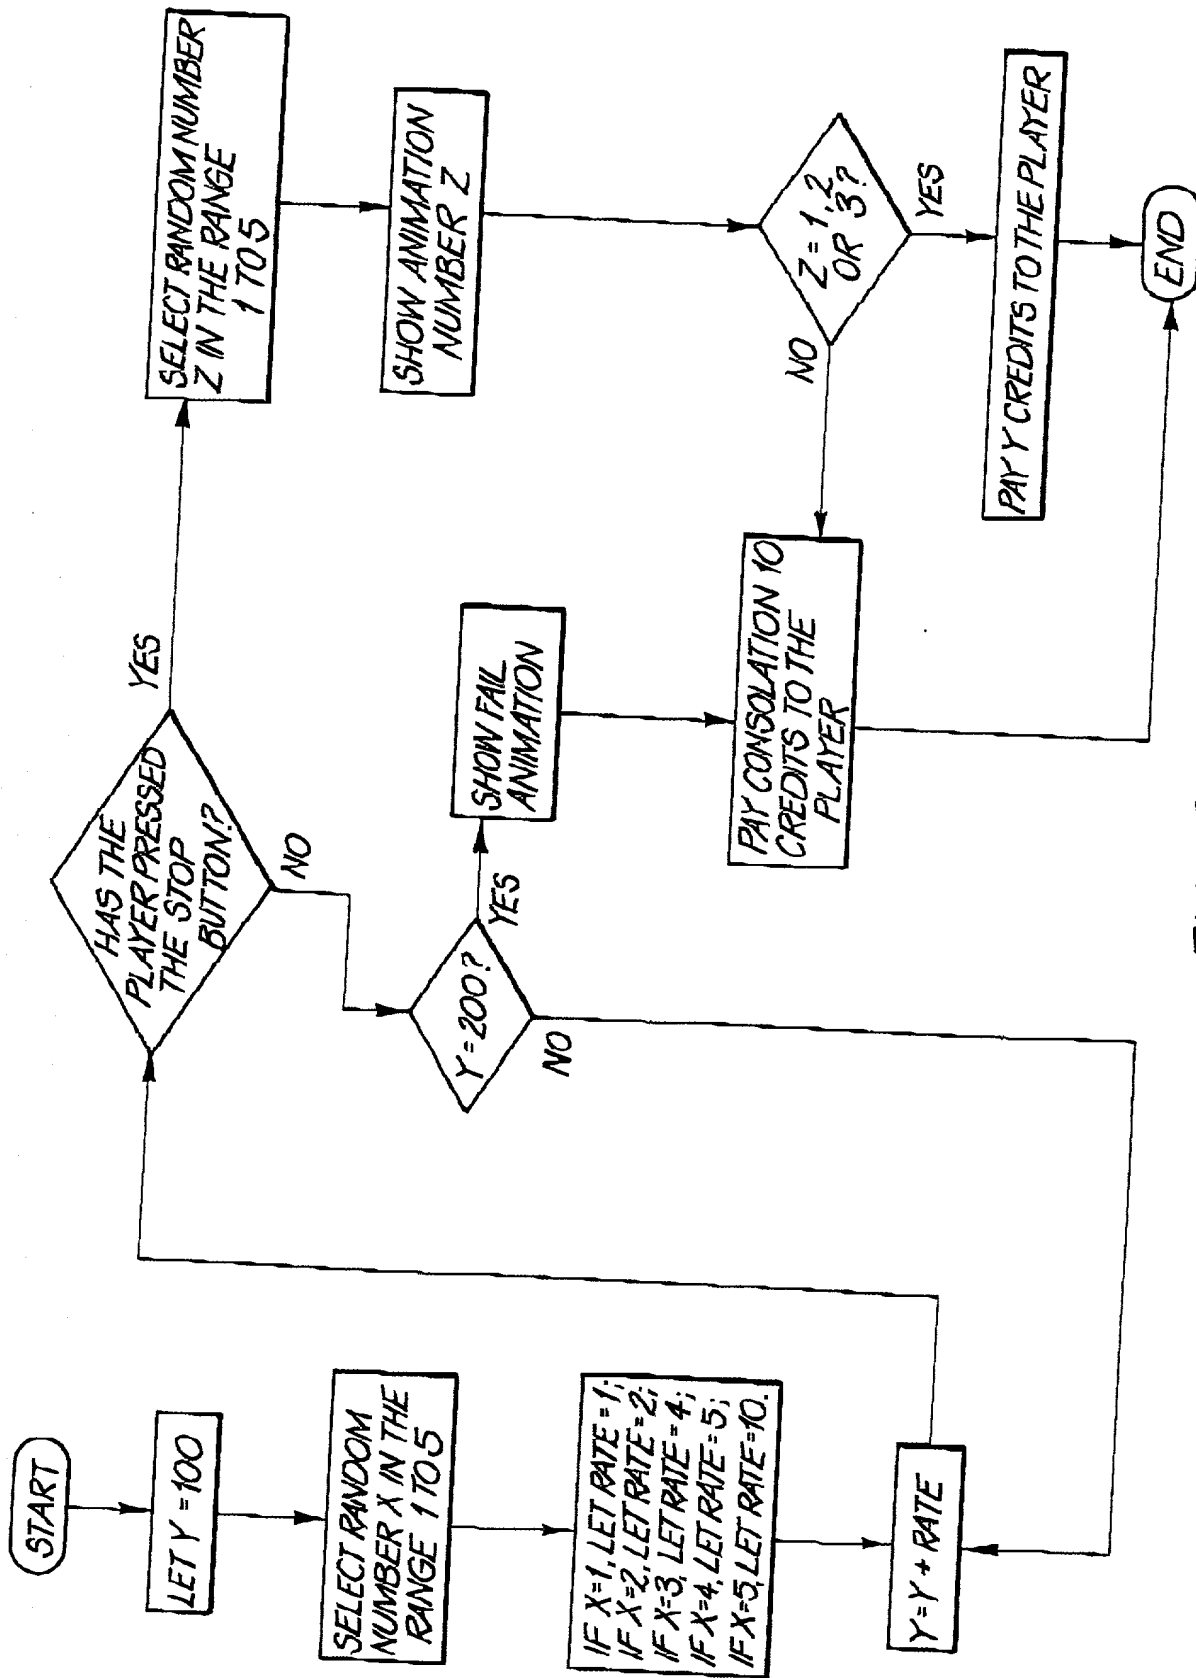 START
LET Y = 100
SELECT RANDOM
NUMBER X IN THE
RANGE 1 TO 5
IF X=1, LET RATE = 1;
IF X=2, LET RATE = 2;
IF X=3, LET RATE = 4;
IF X=4, LET RATE = 5;
IF X=5, LET RATE = 10.
Y = Y + RATE
HAS THE
PLAYER PRESSED
THE STOP
BUTTON?
YES
NO
Y = 200?
YES
NO
SHOW FAIL
ANIMATION
PAY CONSOLATION 10
CREDITS TO THE
PLAYER
SELECT RANDOM NUMBER
Z IN THE RANGE
1 TO 5
SHOW ANIMATION
NUMBER Z
Z = 1, 2
OR 3?
NO
YES
PAY Y CREDITS TO THE PLAYER
END